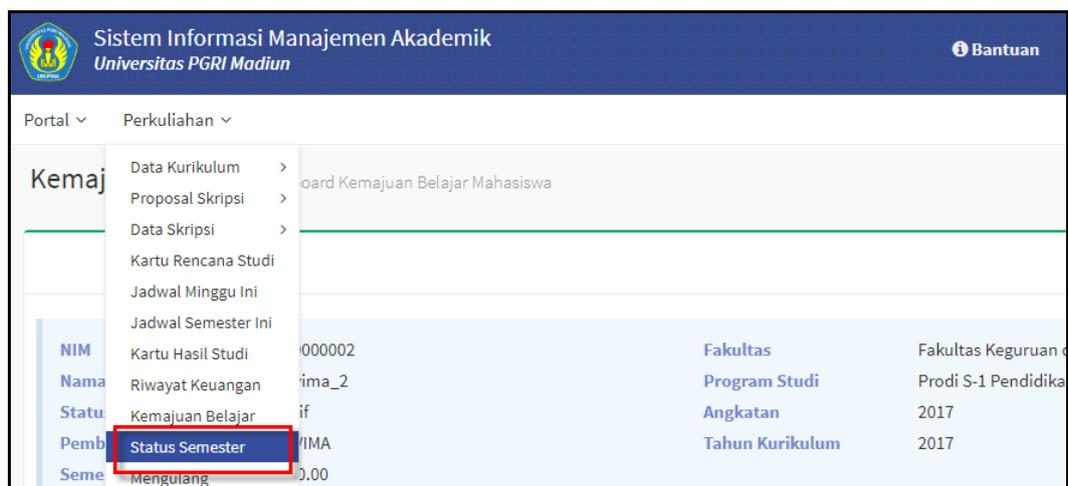 Sistem Informasi Manajemen Akademik
Universitas PGRI Madiun
Bantuan
Portal Perkuliahan
Data Kurikulum
Proposal Skripsi
Data Skripsi
Kartu Rencana Studi
Jadwal Minggu Ini
Jadwal Semester Ini
Kartu Hasil Studi
Riwayat Keuangan
Kemajuan Belajar
Status Semester
Mengulang
Kemaj oard Kemajuan Belajar Mahasiswa
NIM 0000002 Fakultas Fakultas Keguruan
Nama ima_2 Program Studi Prodi S-1 Pendidika
Statu if Angkatan 2017
Pemb IMA Tahun Kurikulum 2017
Seme 0.00